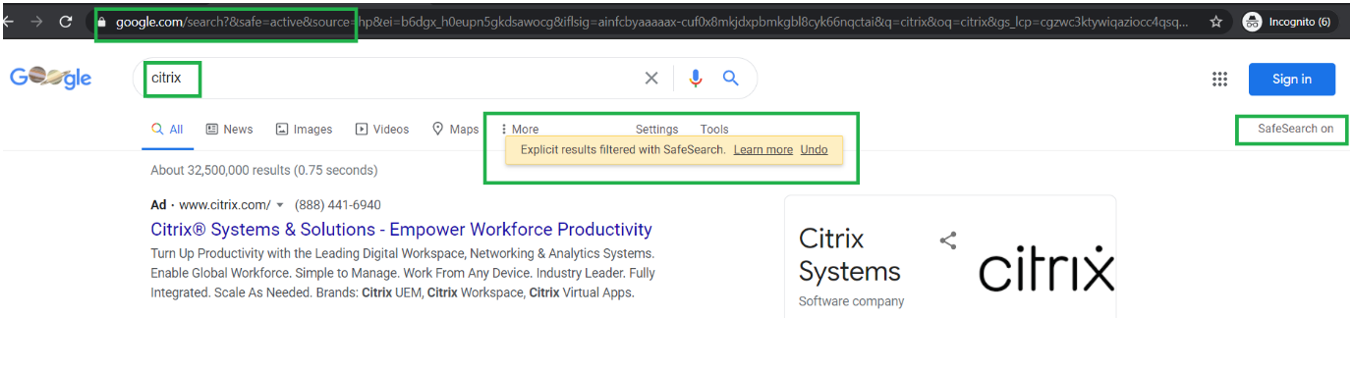 google.com/search?&safe=active&source=hp&ei=b6dgx_h0eupn5gkdsawocg&iflsig=ainfcbyaaaaax-cuf0x8mkjdxpbmkgbl8cyk66nqctai&q=citrix&oq=citrix&gs_lcp=cgzwc3ktywiqaziocc4qsq...
Incognito (6)
Google
citrix
Sign in
All News Images Videos Maps More Settings Tools
SafeSearch on
Explicit results filtered with SafeSearch. Learn more Undo
About 32,500,000 results (0.75 seconds)
Ad · www.citrix.com/ (888) 441-6940
Citrix® Systems & Solutions - Empower Workforce Productivity
Turn Up Productivity with the Leading Digital Workspace, Networking & Analytics Systems.
Enable Global Workforce. Simple to Manage. Work From Any Device. Industry Leader. Fully
Integrated. Scale As Needed. Brands: Citrix UEM, Citrix Workspace, Citrix Virtual Apps.
Citrix
Systems
Software company
citrix